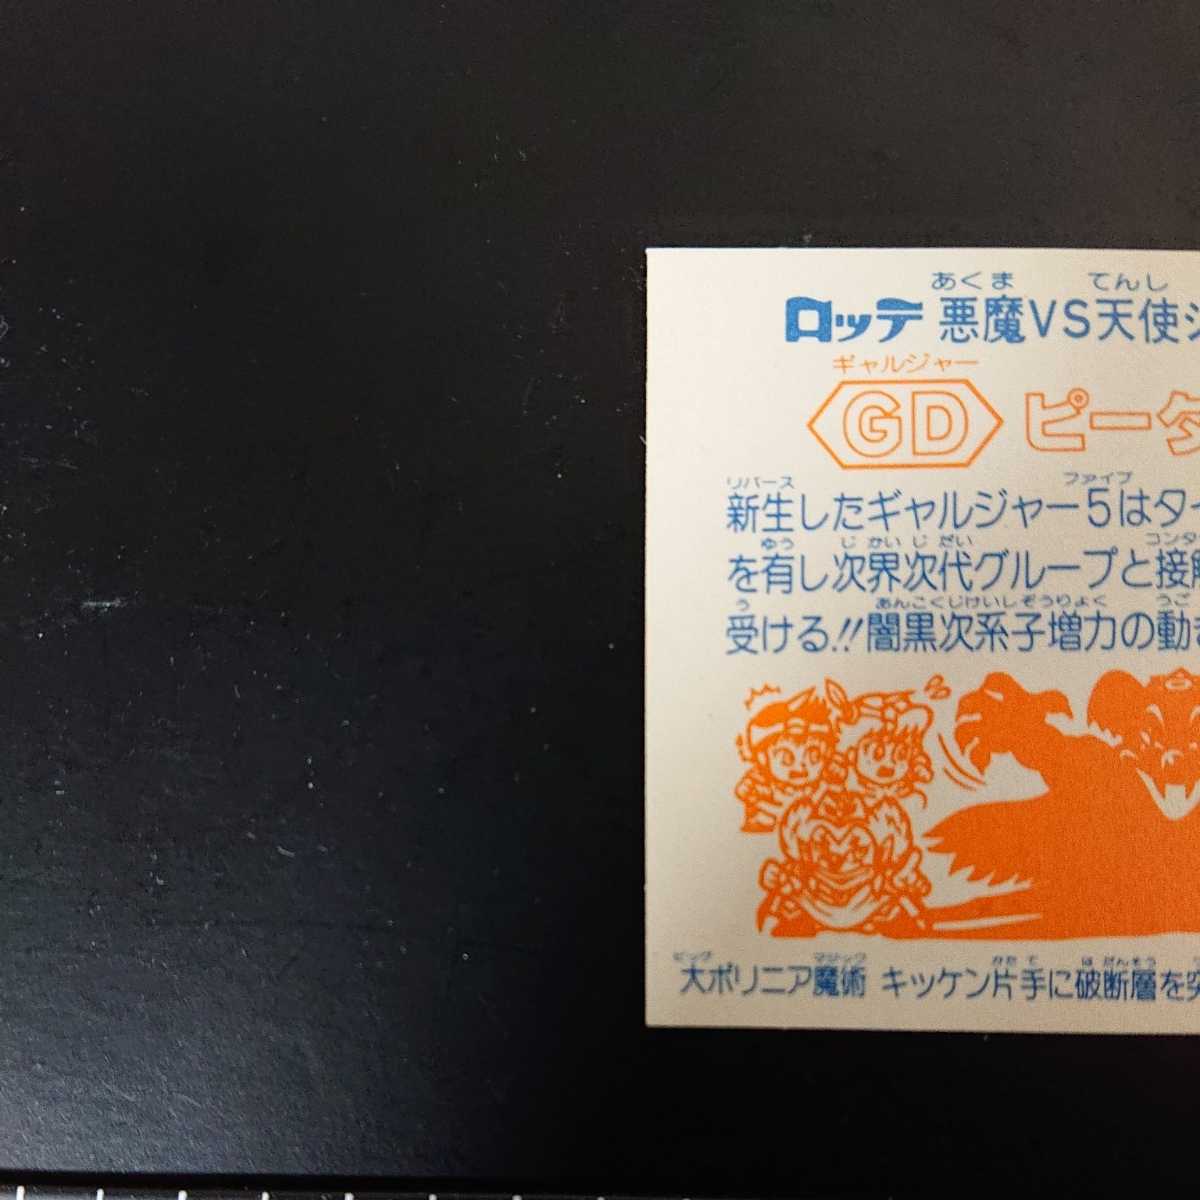 あくま てんし
ロッテ 悪魔VS天使シ
ギャルジャー
GD ピータ
リバース ファイブ
新生したギャルジャー5はタイ
ゆう じかいじだい コンタ
を有し次界次代グループと接触
う あんこくじけいしぞうりょく うご
受ける!!闇黒次系子増力の動き
ビッグ マジック かたて はだんそう
大ポリニア魔術 キッケン片手に破断層を突